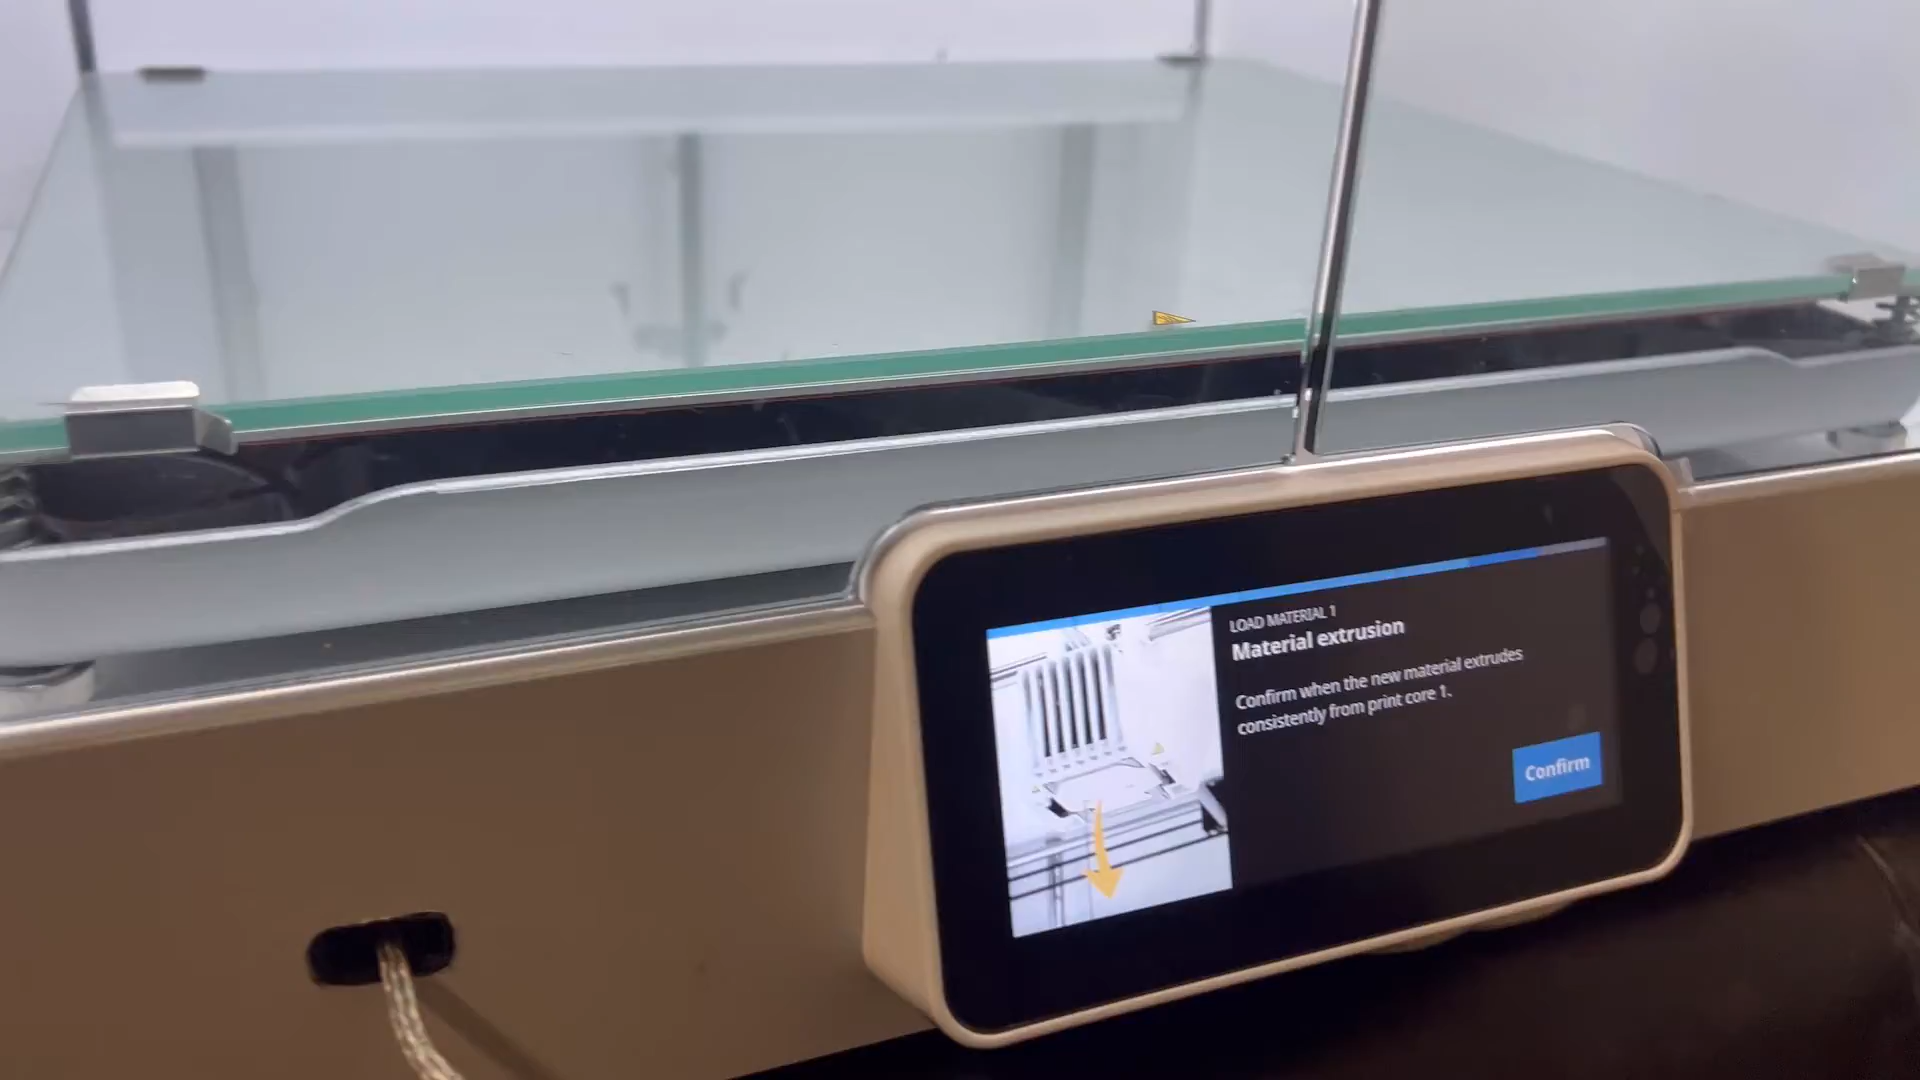 LOAD MATERIAL 1
Material extrusion
Confirm when the new material extrudes
consistently from print core 1.
Confirm